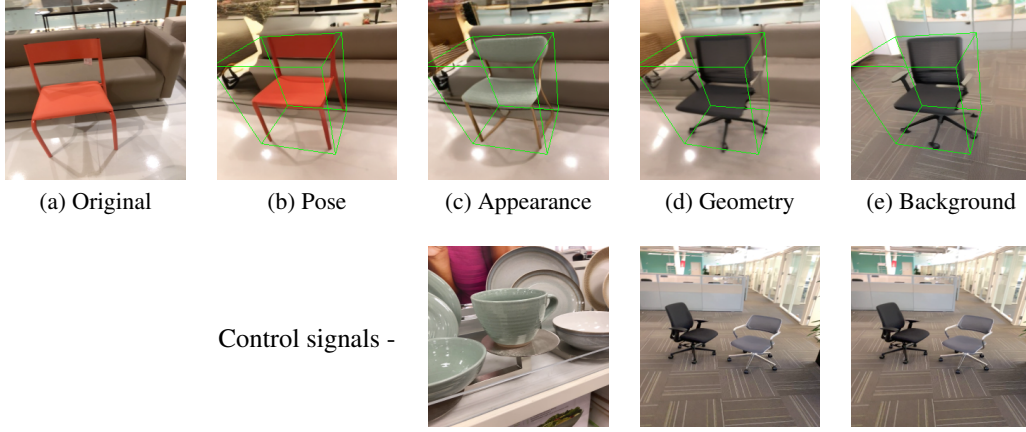 (a) Original
(b) Pose
(c) Appearance
(d) Geometry
(e) Background
Control signals -